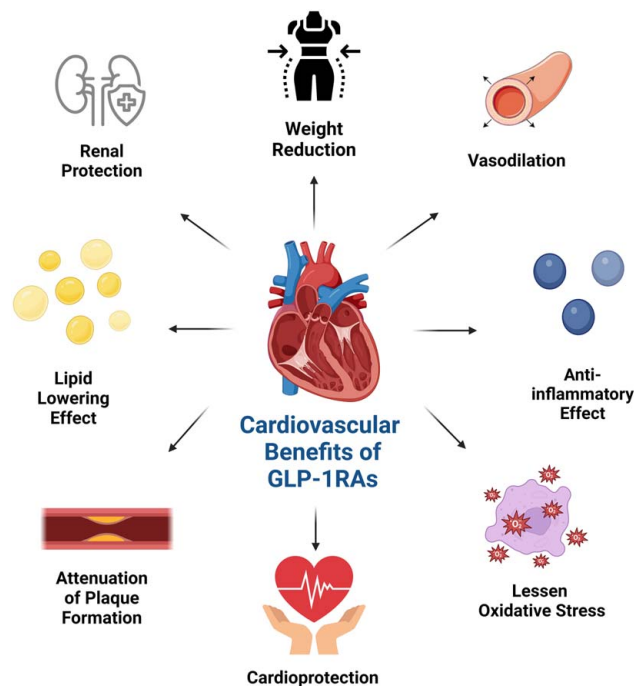 Weight
Reduction
Renal
Protection
Vasodilation
Lipid
Lowering
Effect
Anti-
inflammatory
Effect
Cardiovascular
Benefits of
GLP-1RAs
Attenuation
of Plaque
Formation
O₂
Lessen
Oxidative Stress
Cardioprotection